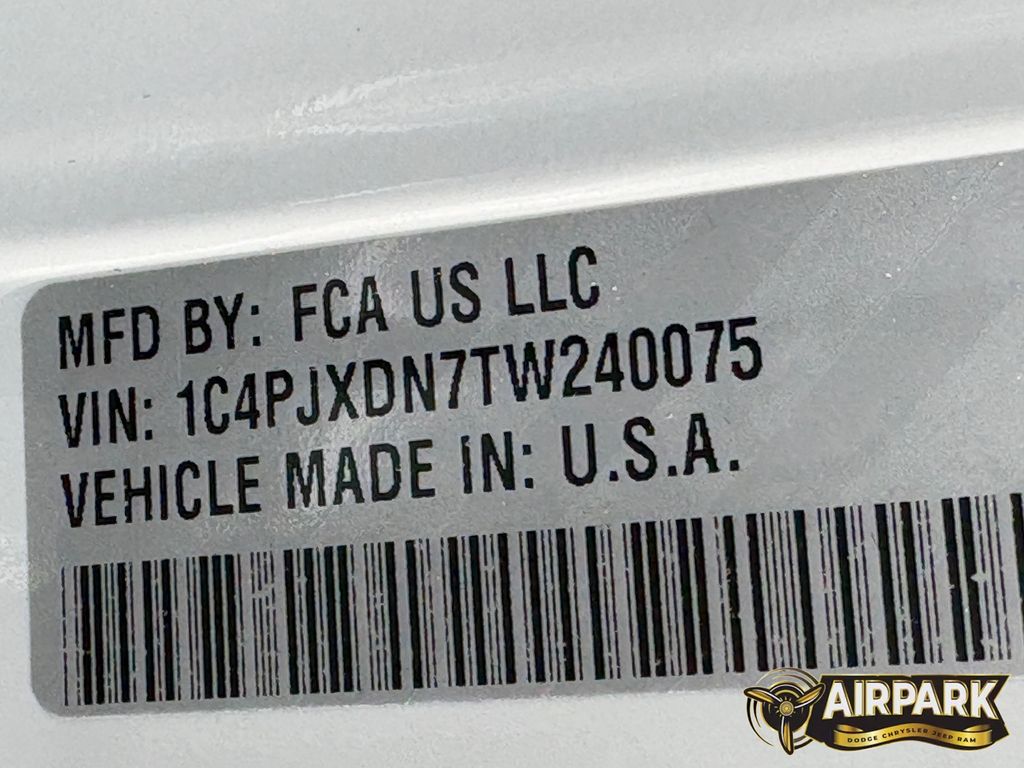 MFD BY: FCA US LLC
VIN: 1C4PJXDN7TW240075
VEHICLE MADE IN: U.S.A.
AIRPARK
DODGE CHRYSLER JEEP RAM